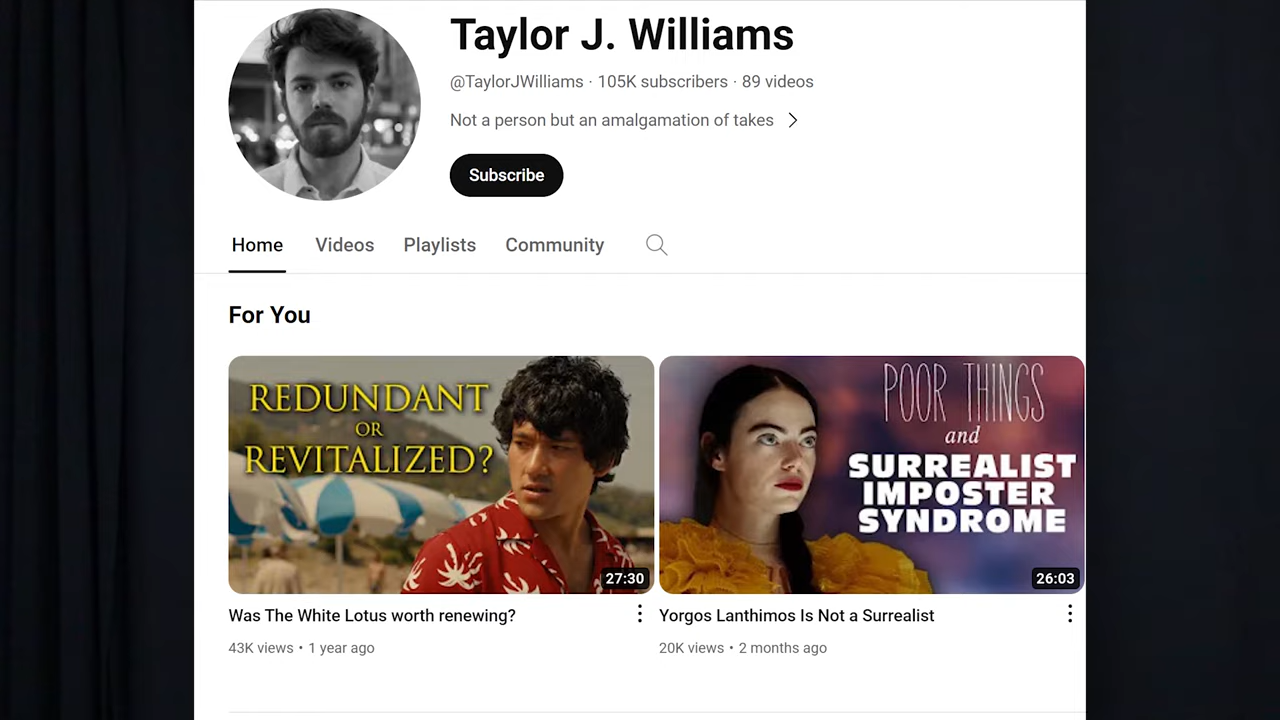 Taylor J. Williams
@TaylorJWilliams · 105K subscribers · 89 videos
Not a person but an amalgamation of takes
Subscribe
Home Videos Playlists Community
For You
REDUNDANT
OR
REVITALIZED?
27:30
POOR THINGS
and
SURREALIST
IMPOSTER
SYNDROME
26:03
Was The White Lotus worth renewing?
43K views • 1 year ago
Yorgos Lanthimos Is Not a Surrealist
20K views • 2 months ago